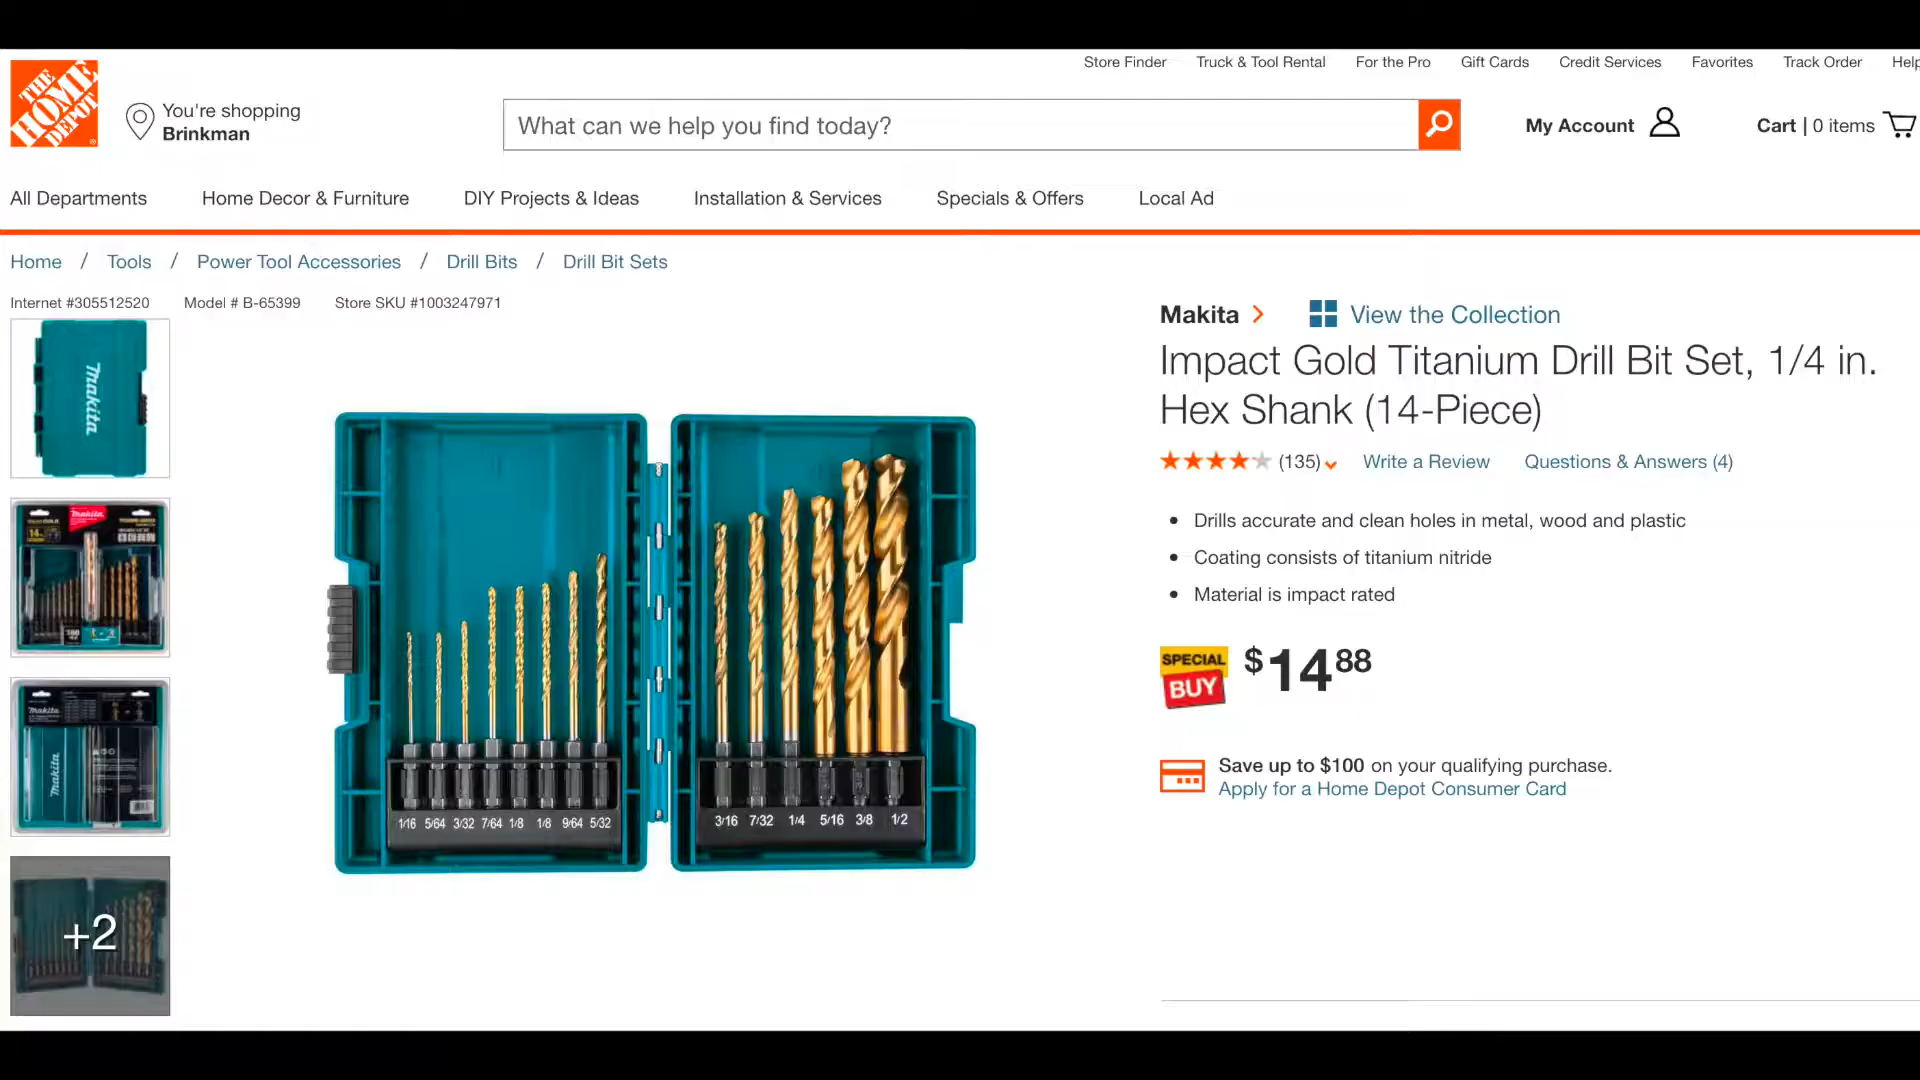 THE HOME DEPOT
Store Finder
Truck & Tool Rental
For the Pro
Gift Cards
Credit Services
Favorites
Track Order
Help
You're shopping
Brinkman
What can we help you find today?
My Account
Cart | 0 items
All Departments
Home Decor & Furniture
DIY Projects & Ideas
Installation & Services
Specials & Offers
Local Ad
Home / Tools / Power Tool Accessories / Drill Bits / Drill Bit Sets
Internet #305512520
Model # B-65399
Store SKU #1003247971
Makita
Makita
14
Makita
Makita
+2
1/16 5/64 3/32 7/64 1/8 1/8 9/64 5/32
3/16 7/32 1/4 5/16 3/8 1/2
Makita
View the Collection
Impact Gold Titanium Drill Bit Set, 1/4 in.
Hex Shank (14-Piece)
(135)
Write a Review
Questions & Answers (4)
• Drills accurate and clean holes in metal, wood and plastic
• Coating consists of titanium nitride
• Material is impact rated
SPECIAL
BUY
$14 88
Save up to $100 on your qualifying purchase.
Apply for a Home Depot Consumer Card